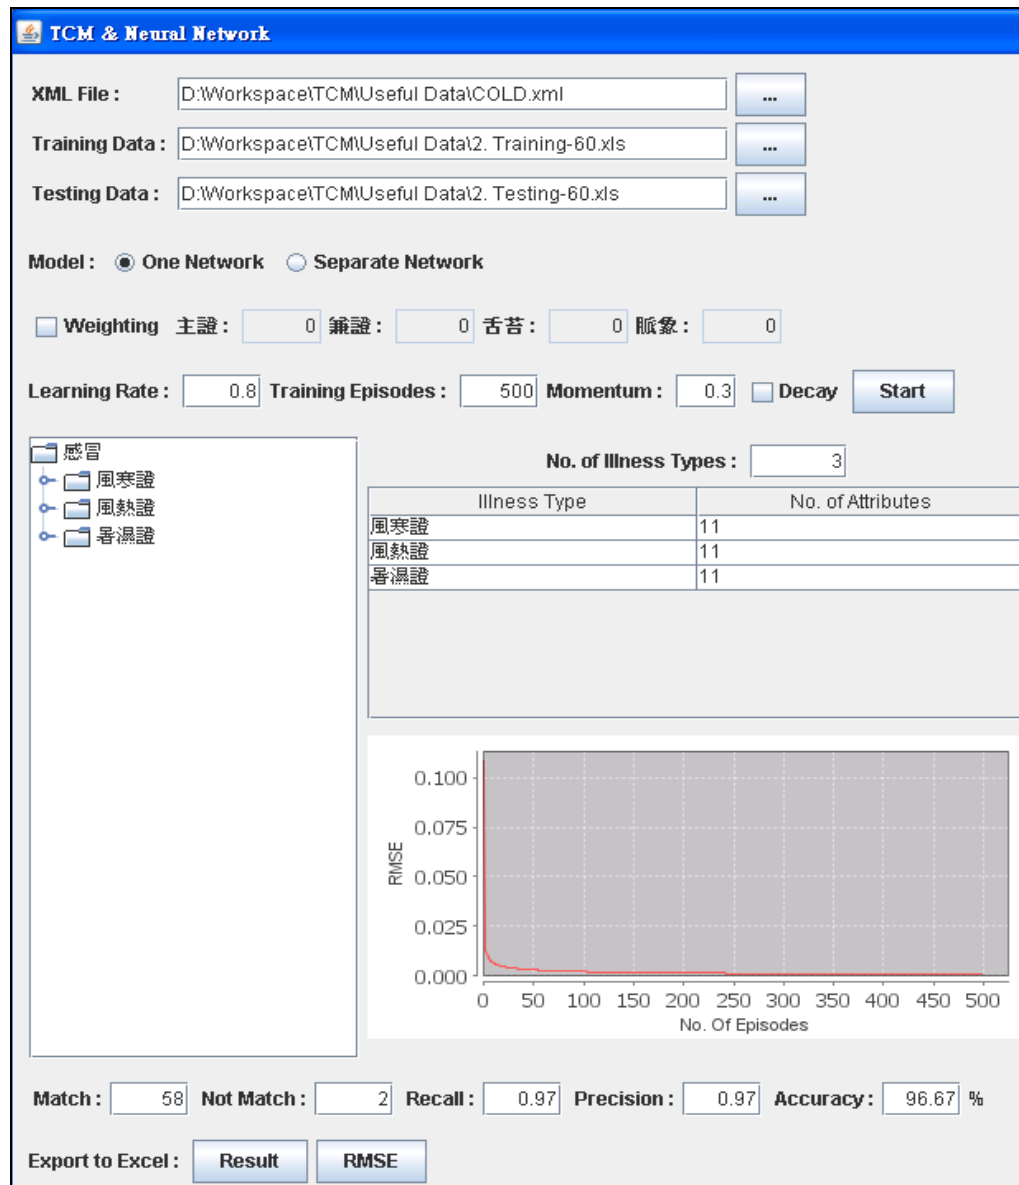 TCM & Neural Network
XML File : D:\Workspace\TCM\Useful Data\COLD.xml ...
Training Data : D:\Workspace\TCM\Useful Data\2. Training-60.xls ...
Testing Data : D:\Workspace\TCM\Useful Data\2. Testing-60.xls ...
Model : One Network Separate Network
Weighting 主證 : 0 兼證 : 0 舌苔 : 0 脈象 : 0
Learning Rate : 0.8 Training Episodes : 500 Momentum : 0.3 Decay Start
感冒
風寒證
風熱證
暑濕證
No. of Illness Types : 3
Illness Type No. of Attributes
風寒證 11
風熱證 11
暑濕證 11
0.100
0.075
0.050
0.025
0.000
RMSE
0 50 100 150 200 250 300 350 400 450 500
No. Of Episodes
Match : 58 Not Match : 2 Recall : 0.97 Precision : 0.97 Accuracy : 96.67 %
Export to Excel : Result RMSE